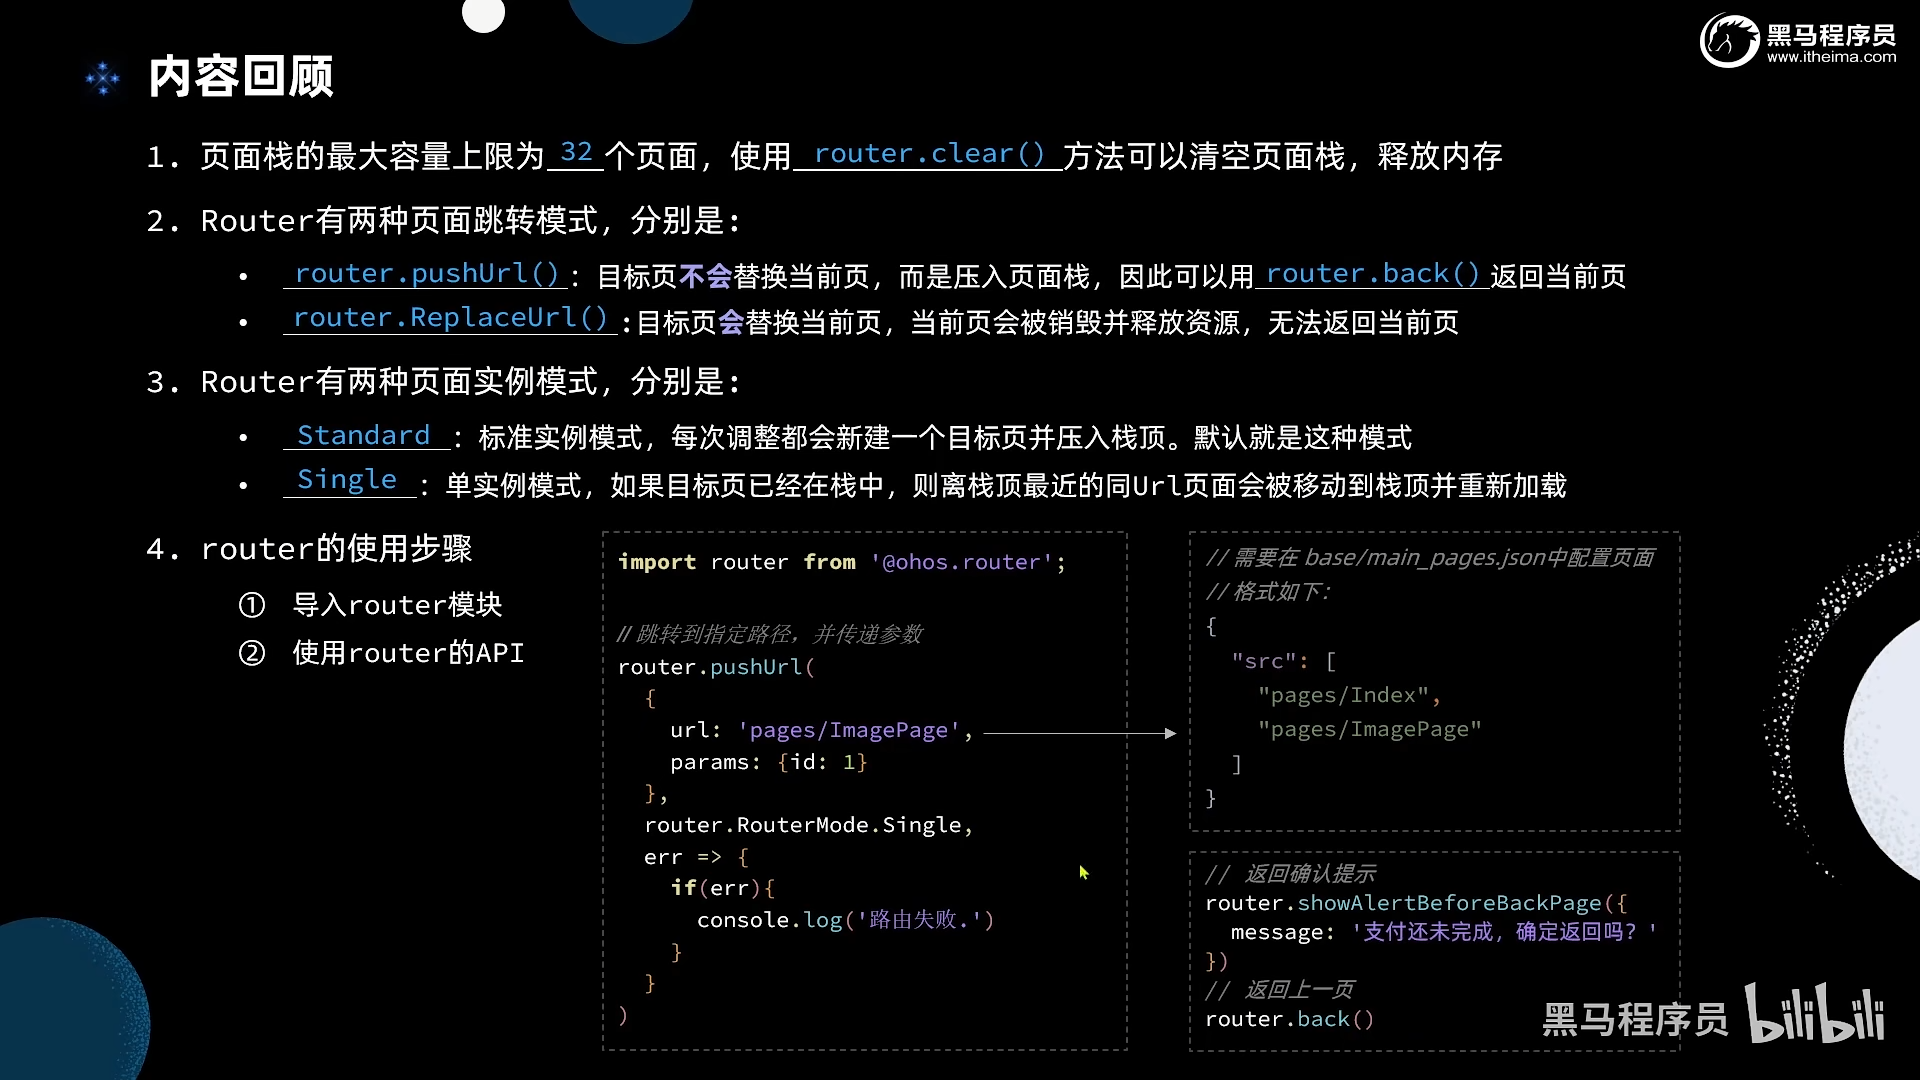 黑马程序员
www.itheima.com
内容回顾
1. 页面栈的最大容量上限为 32 个页面，使用 router.clear() 方法可以清空页面栈，释放内存
2. Router有两种页面跳转模式，分别是：
• router.pushUrl()：目标页不会替换当前页，而是压入页面栈，因此可以用 router.back() 返回当前页
• router.ReplaceUrl()：目标页会替换当前页，当前页会被销毁并释放资源，无法返回当前页
3. Router有两种页面实例模式，分别是：
• Standard ：标准实例模式，每次调整都会新建一个目标页并压入栈顶。默认就是这种模式
• Single ：单实例模式，如果目标页已经在栈中，则离栈顶最近的同Url页面会被移动到栈顶并重新加载
4. router的使用步骤
① 导入router模块
② 使用router的API
import router from '@ohos.router';
// 跳转到指定路径，并传递参数
router.pushUrl(
{
url: 'pages/ImagePage',
params: {id: 1}
},
router.RouterMode.Single,
err => {
if(err){
console.log('路由失败.')
}
}
)
// 需要在 base/main_pages.json中配置页面
// 格式如下：
{
"src": [
"pages/Index",
"pages/ImagePage"
]
}
// 返回确认提示
router.showAlertBeforeBackPage({
message: '支付还未完成，确定返回吗？'
})
// 返回上一页
router.back()
黑马程序员 bilibili